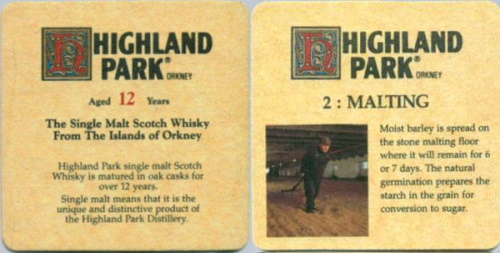 H HIGHLAND
PARK®
ORKNEY
Aged 12 Years
The Single Malt Scotch Whisky
From The Islands of Orkney
Highland Park single malt Scotch
Whisky is matured in oak casks for
over 12 years.
Single malt means that it is the
unique and distinctive product of
the Highland Park Distillery.
H HIGHLAND
PARK®
ORKNEY
2 : MALTING
Moist barley is spread on
the stone malting floor
where it will remain for 6
or 7 days. The natural
germination prepares the
starch in the grain for
conversion to sugar.